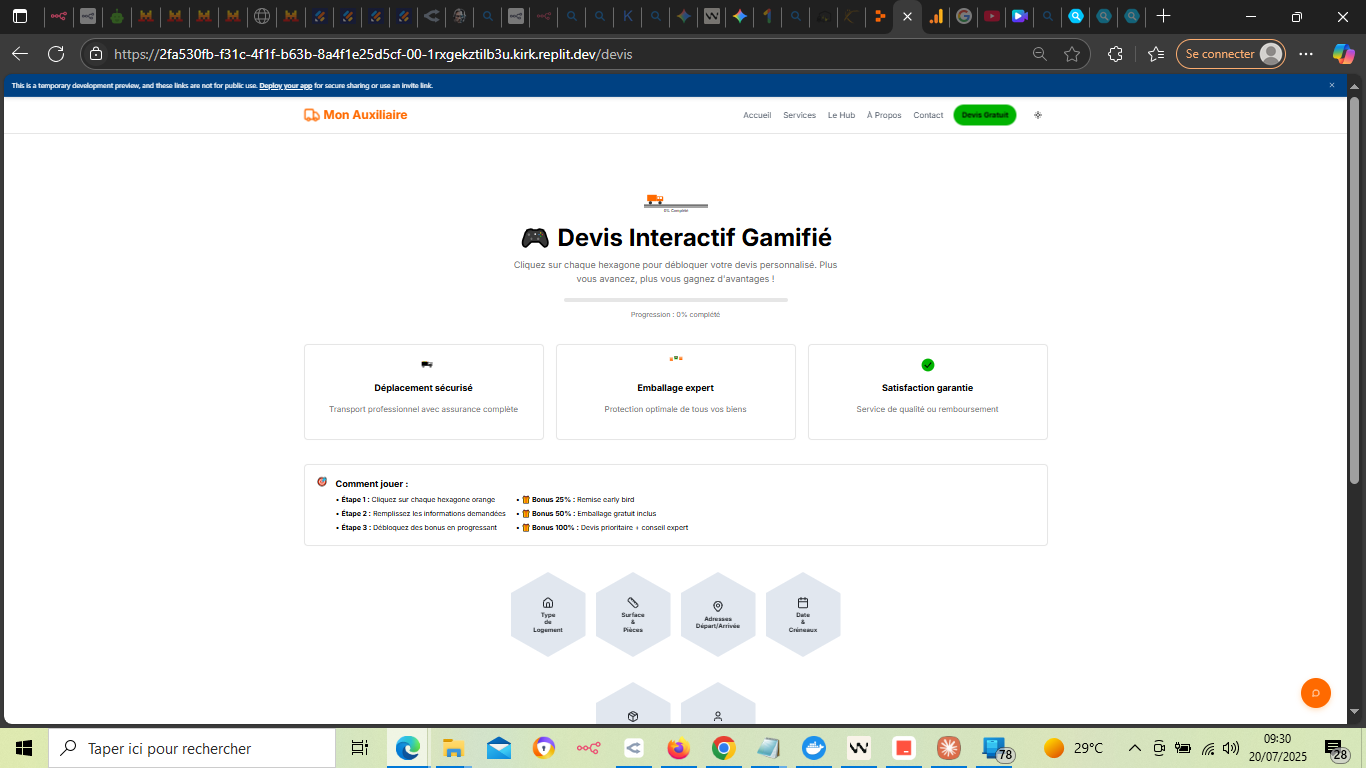 https://2fa530fb-f31c-4f1f-b63b-8a4f1e25d5cf-00-1rxgekztilb3u.kirk.replit.dev/devis
Se connecter
This is a temporary development preview, and these links are not for public use. Deploy your app for secure sharing or use an invite link.
Mon Auxiliaire
Accueil Services Le Hub À Propos Contact Devis Gratuit
0% Complété
🎮 Devis Interactif Gamifié
Cliquez sur chaque hexagone pour débloquer votre devis personnalisé. Plus
vous avancez, plus vous gagnez d'avantages !
Progression : 0% complété
Déplacement sécurisé
Transport professionnel avec assurance complète
Emballage expert
Protection optimale de tous vos biens
Satisfaction garantie
Service de qualité ou remboursement
🎯 Comment jouer :
• Étape 1 : Cliquez sur chaque hexagone orange
• Étape 2 : Remplissez les informations demandées
• Étape 3 : Débloquez des bonus en progressant
• 🎁 Bonus 25% : Remise early bird
• 🎁 Bonus 50% : Emballage gratuit inclus
• 🎁 Bonus 100% : Devis prioritaire + conseil expert
Type
de
Logement
Surface
&
Pièces
Adresses
Départ/Arrivée
Date
&
Créneaux
Taper ici pour rechercher
78
29°C
09:30
20/07/2025
28